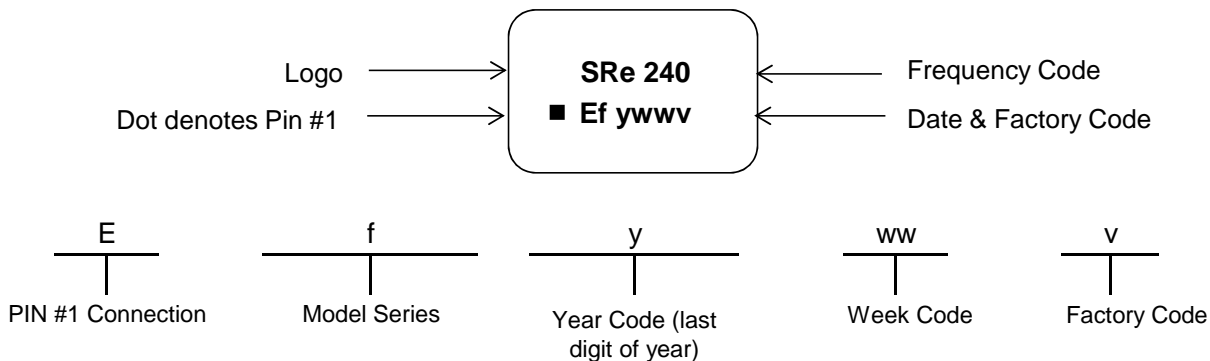 SRe 240
Logo
Frequency Code
■ Ef ywwv
Dot denotes Pin #1
Date & Factory Code
E f y ww v
PIN #1 Connection
Model Series
Year Code (last
digit of year)
Week Code
Factory Code